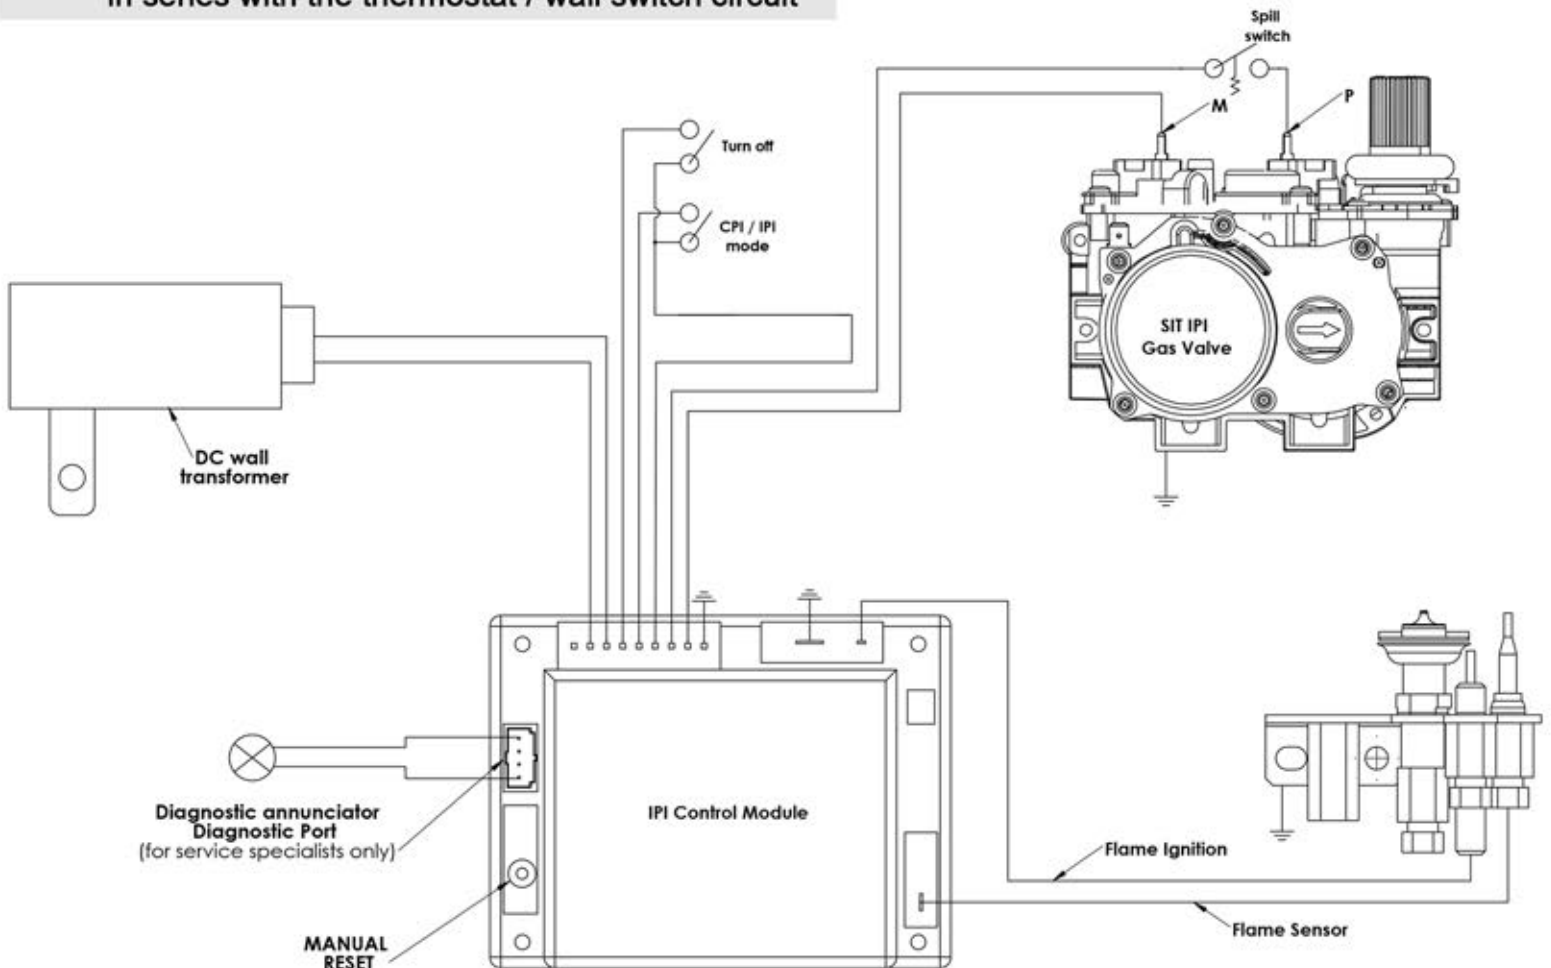 in series with the thermostat / wall switch circuit
Spill
switch
M
P
Turn off
CPI / IPI
mode
SIT IPI
Gas Valve
DC wall
transformer
Diagnostic annunciator
Diagnostic Port
(for service specialists only)
IPI Control Module
Flame Ignition
Flame Sensor
MANUAL
RESET